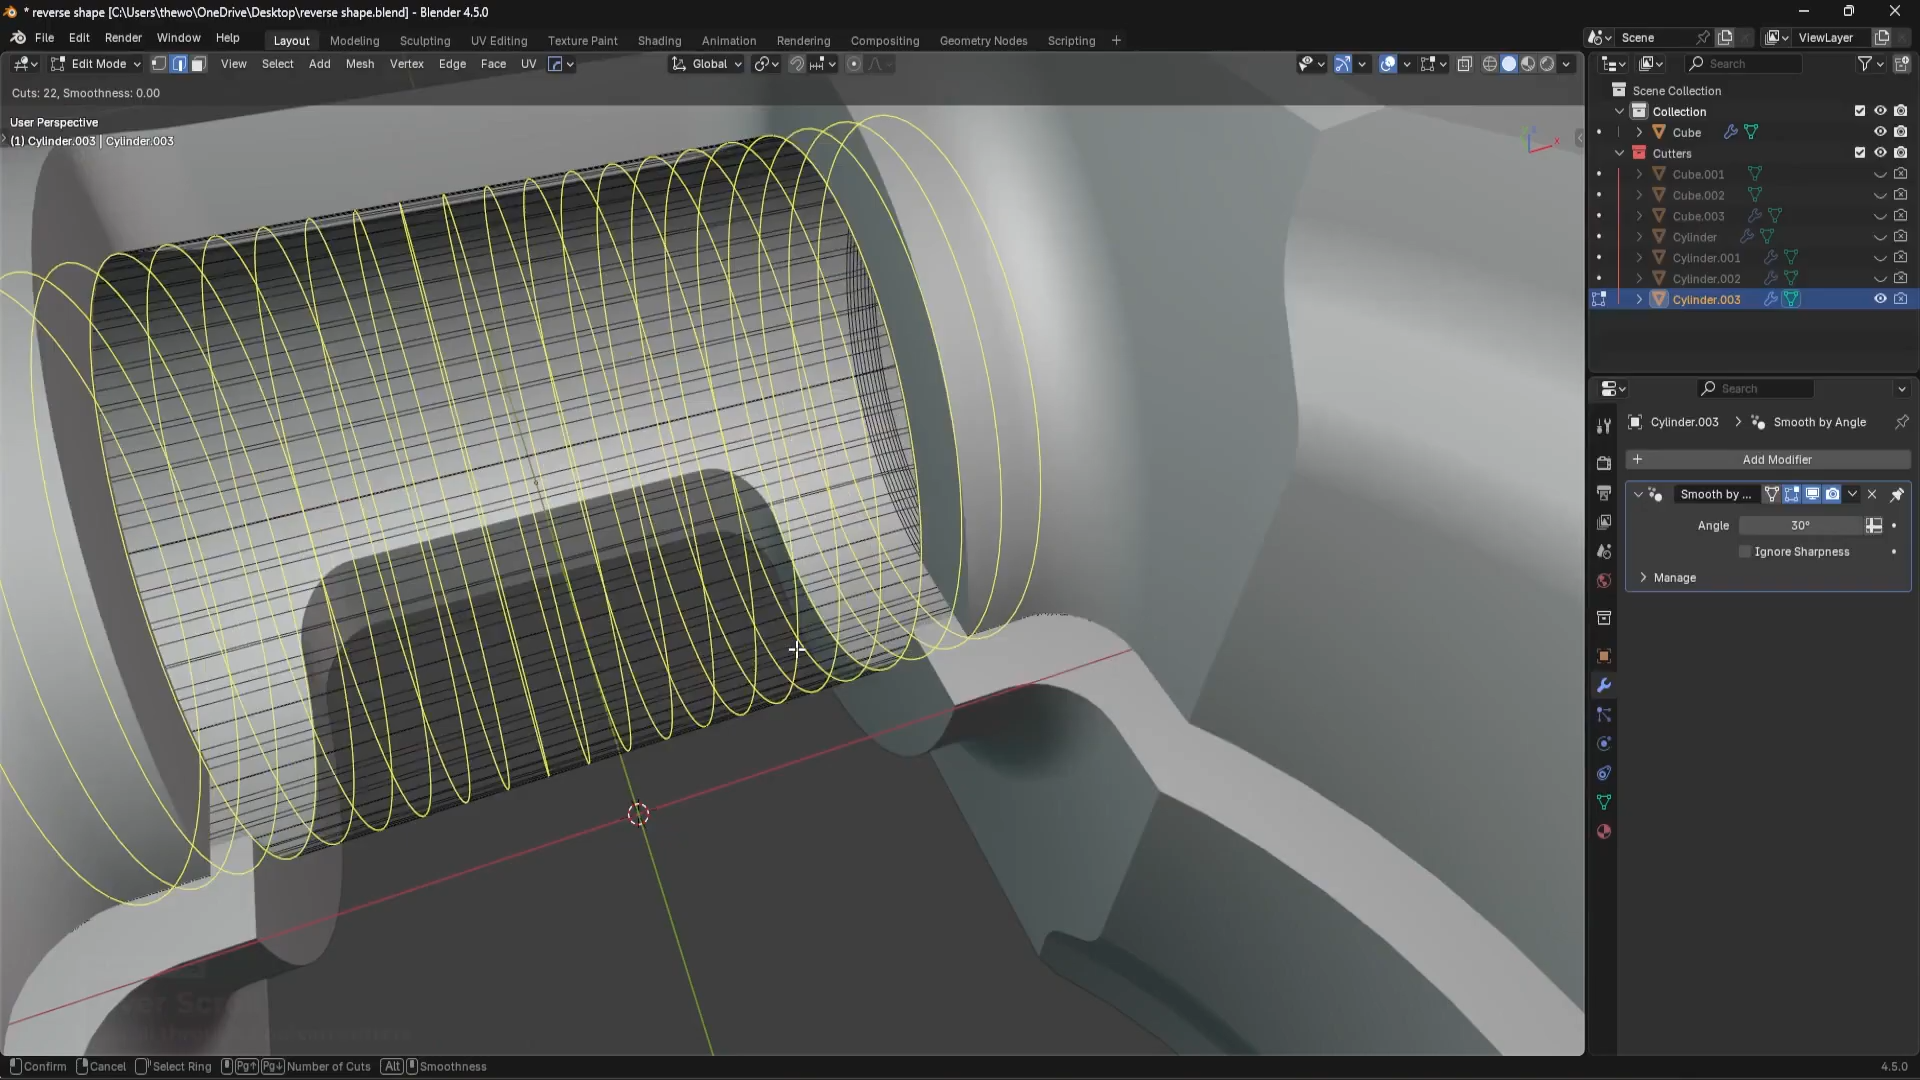 * reverse shape [C:\Users\thewo\OneDrive\Desktop\reverse shape.blend] - Blender 4.5.0
File Edit Render Window Help Layout Modeling Sculpting UV Editing Texture Paint Shading Animation Rendering Compositing Geometry Nodes Scripting + Scene ViewLayer
Edit Mode View Select Add Mesh Vertex Edge Face UV Global Search
Cuts: 22, Smoothness: 0.00
User Perspective
(1) Cylinder.003 | Cylinder.003
X
Scene Collection
Collection
Cube
Cutters
Cube.001
Cube.002
Cube.003
Cylinder
Cylinder.001
Cylinder.002
Cylinder.003
Search
Cylinder.003 > Smooth by Angle
+ Add Modifier
Smooth by ...
Angle 30°
Ignore Sharpness
Manage
Confirm Cancel Select Ring Pg↑ Pg↓ Number of Cuts Alt Smoothness 4.5.0